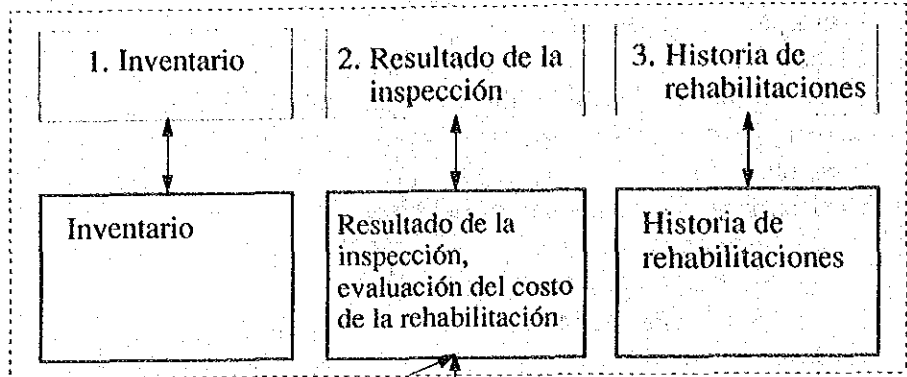 1. Inventario
2. Resultado de la
inspección
3. Historia de
rehabilitaciones
Inventario
Resultado de la
inspección,
evaluación del costo
de la rehabilitación
Historia de
rehabilitaciones